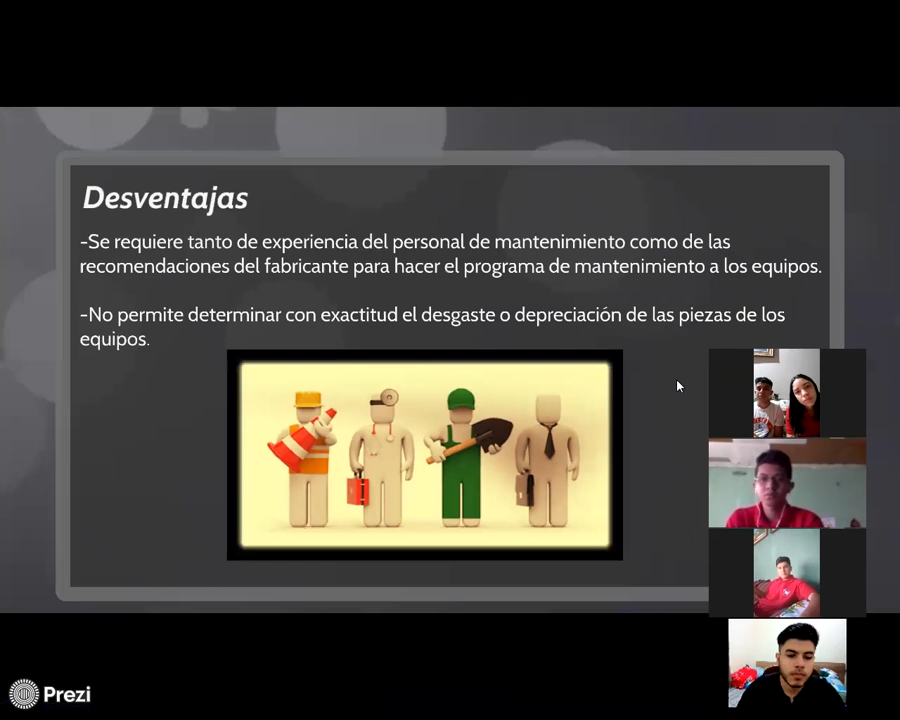 Desventajas
-Se requiere tanto de experiencia del personal de mantenimiento como de las
recomendaciones del fabricante para hacer el programa de mantenimiento a los equipos.
-No permite determinar con exactitud el desgaste o depreciación de las piezas de los
equipos.
Prezi